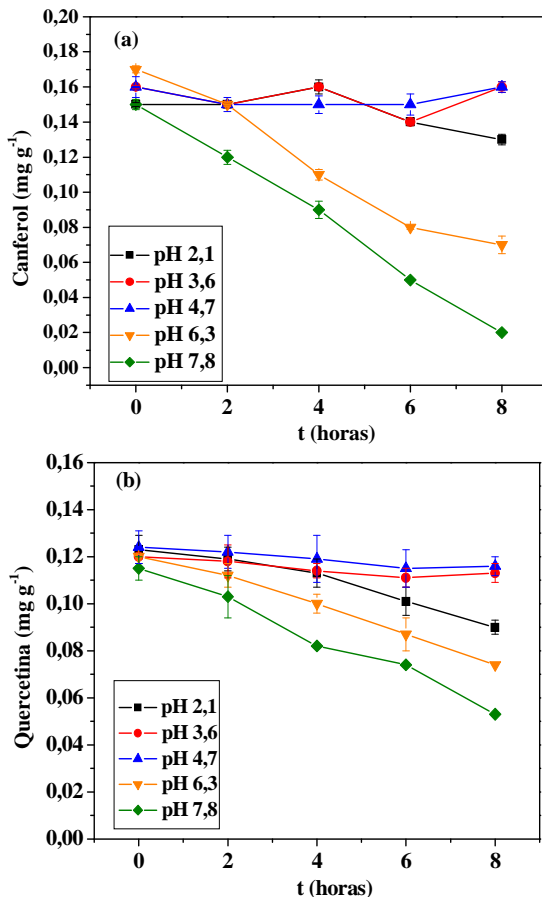 (a)
0,20
0,18
0,16
0,14
0,12
0,10
0,08
0,06
0,04
0,02
0,00
Canferol (mg g-1)
pH 2,1
pH 3,6
pH 4,7
pH 6,3
pH 7,8
0 2 4 6 8
t (horas)
(b)
0,16
0,14
0,12
0,10
0,08
0,06
0,04
0,02
0,00
Quercetina (mg g-1)
pH 2,1
pH 3,6
pH 4,7
pH 6,3
pH 7,8
0 2 4 6 8
t (horas)